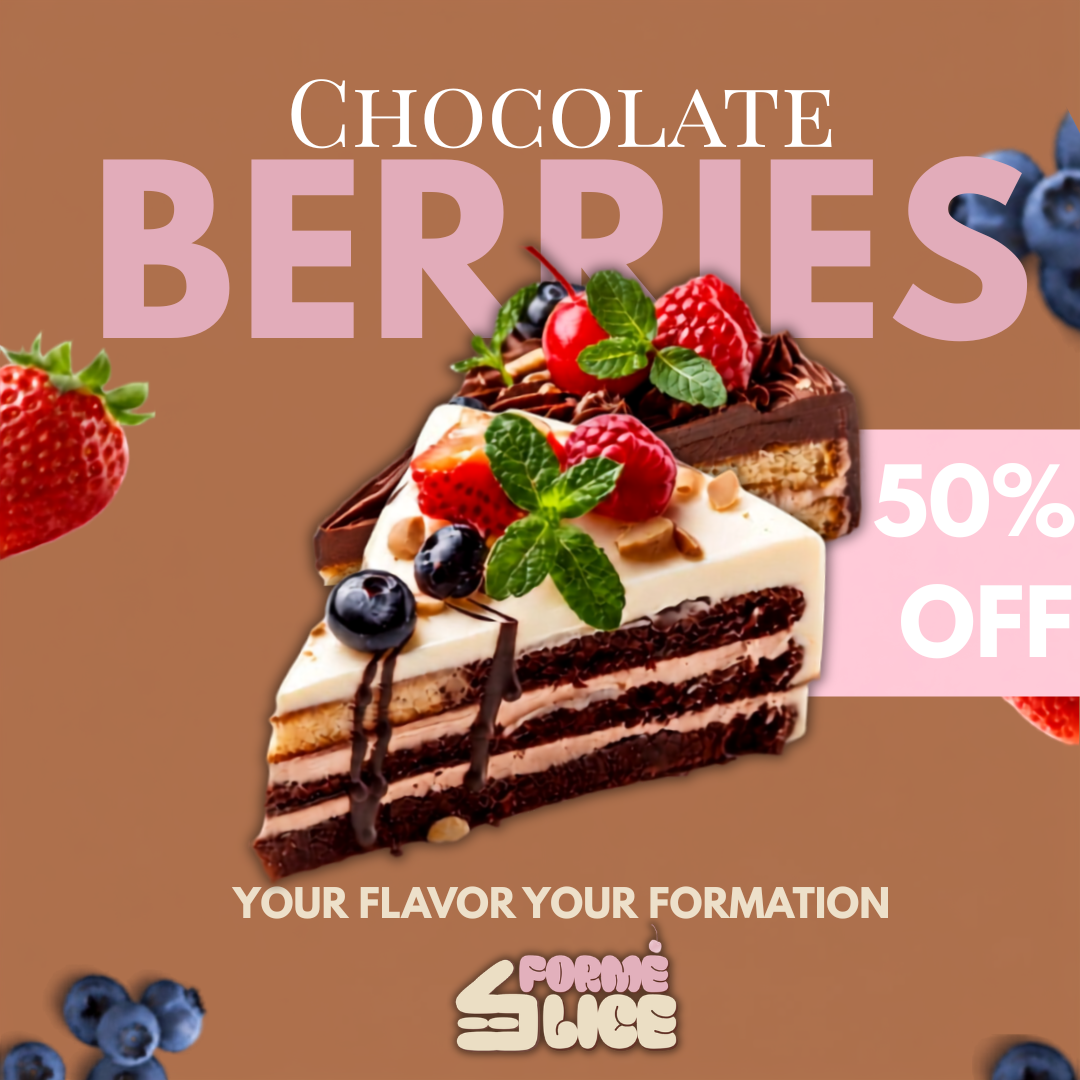 CHOCOLATE
BERRIES
50%
OFF
YOUR FLAVOR YOUR FORMATION
FORMÉ
SLICE